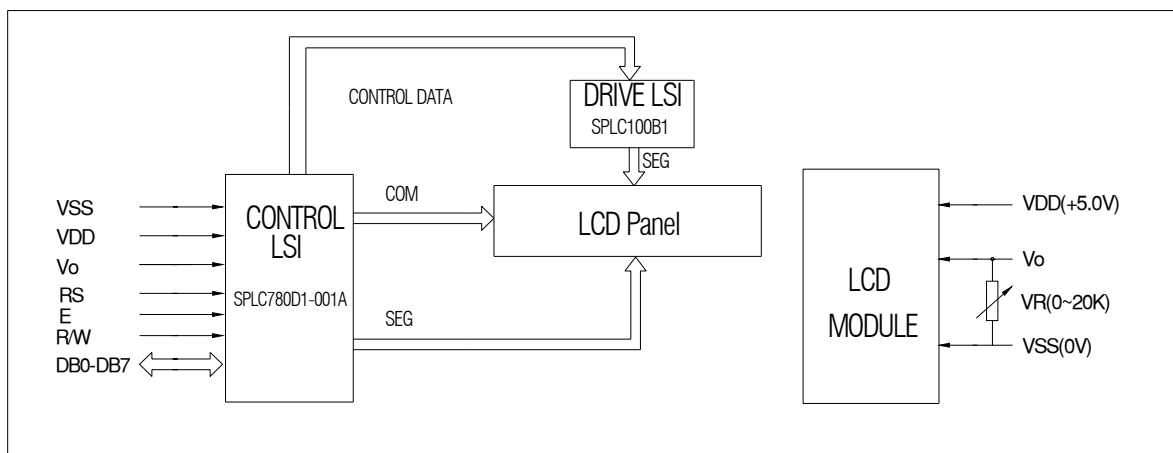 CONTROL DATA
DRIVE LSI
SPLC100B1
SEG
VSS
VDD
Vo
RS
E
R/W
DB0-DB7
CONTROL
LSI
SPLC780D1-001A
COM
SEG
LCD Panel
LCD
MODULE
VDD(+5.0V)
Vo
VR(0~20K)
VSS(0V)